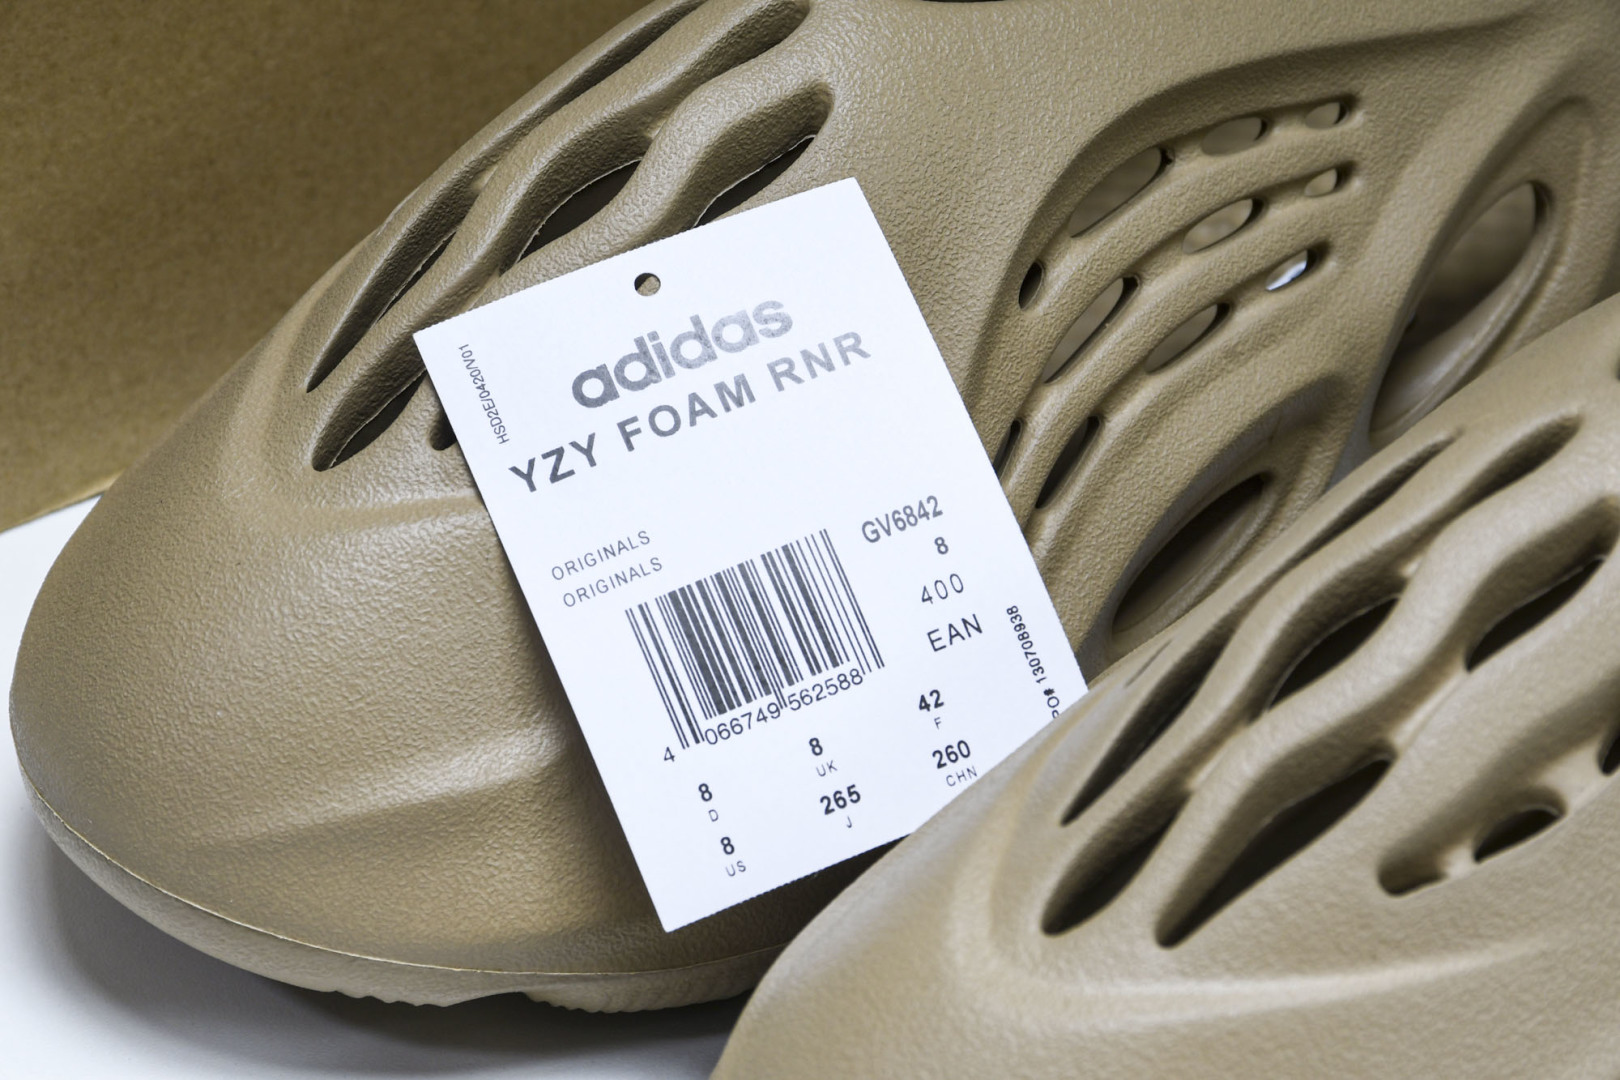 HSD2E/0420/V01
adidas
YZY FOAM RNR
ORIGINALS
ORIGINALS
GV6842
8
400
EAN
4 066749 562588
PO# 130708938
8
D
8
UK
42
F
8
US
265
J
260
CHN